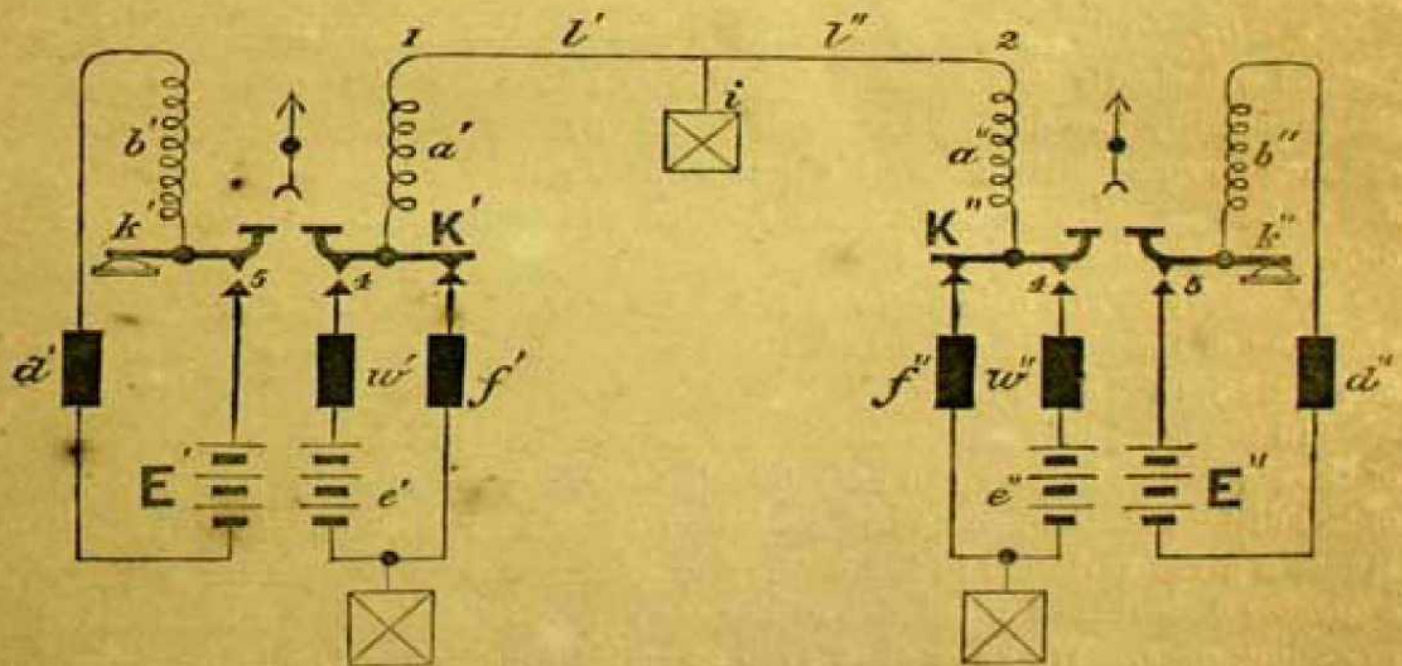 1 l' l" 2
i
b' a' a" b"
k' K' K" k"
5 4 4 5
d' w' f' f" w" d"
E' e' e" E"